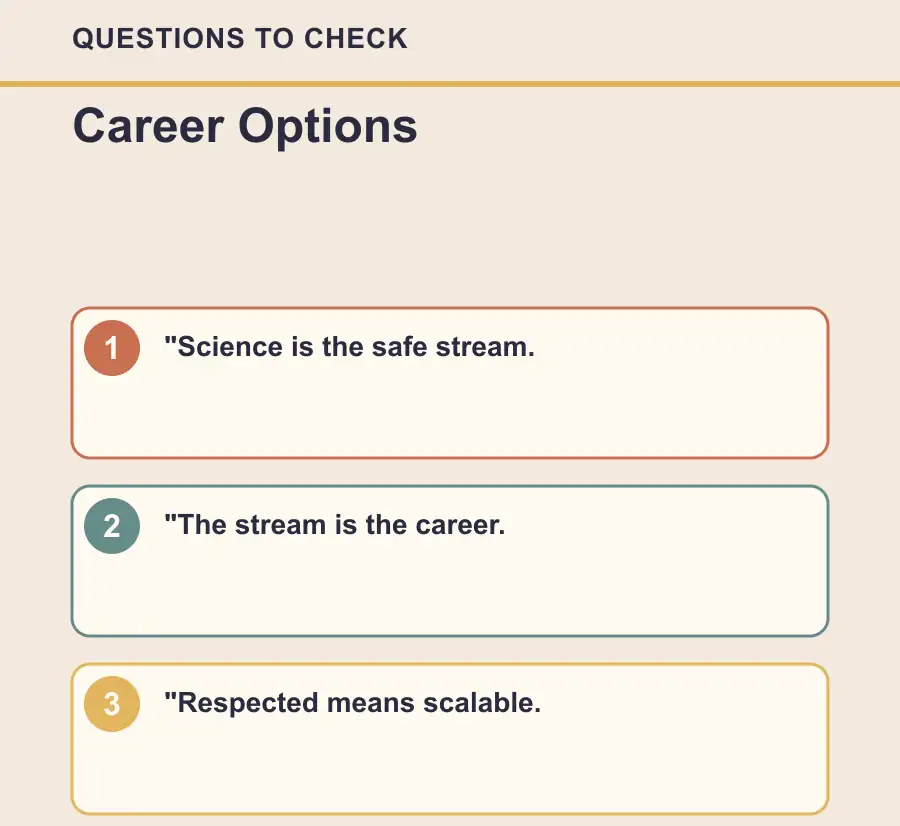 QUESTIONS TO CHECK
Career Options
1
"Science is the safe stream.
2
"The stream is the career.
3
"Respected means scalable.